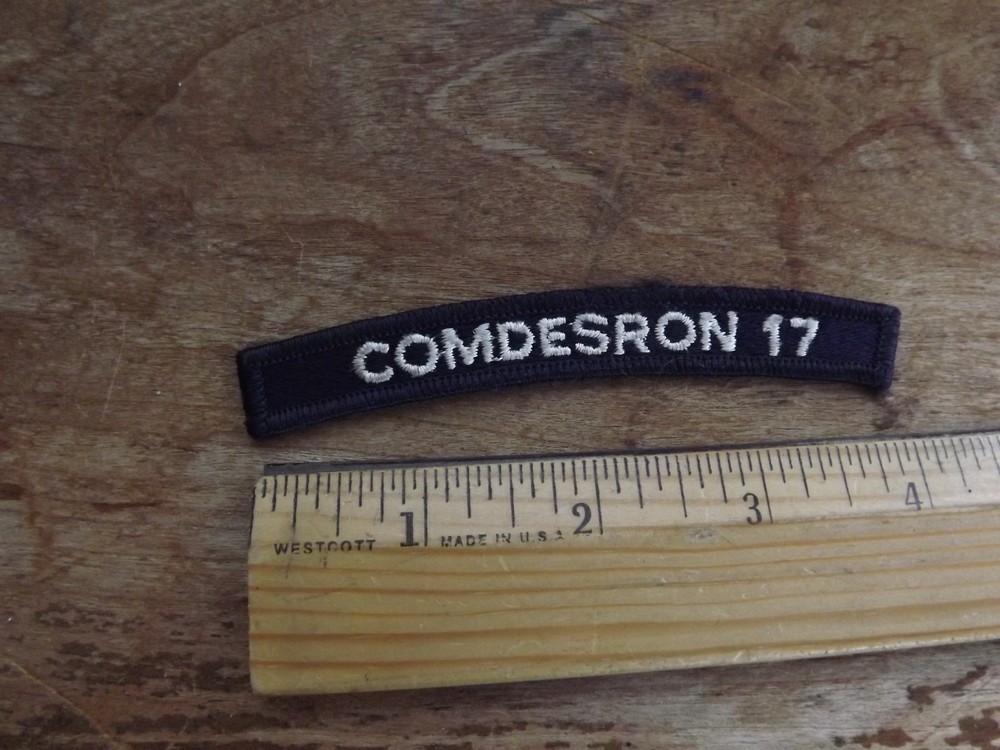 COMDESRON 17
1 2 3 4
WESTCOTT MADE IN U.S.A